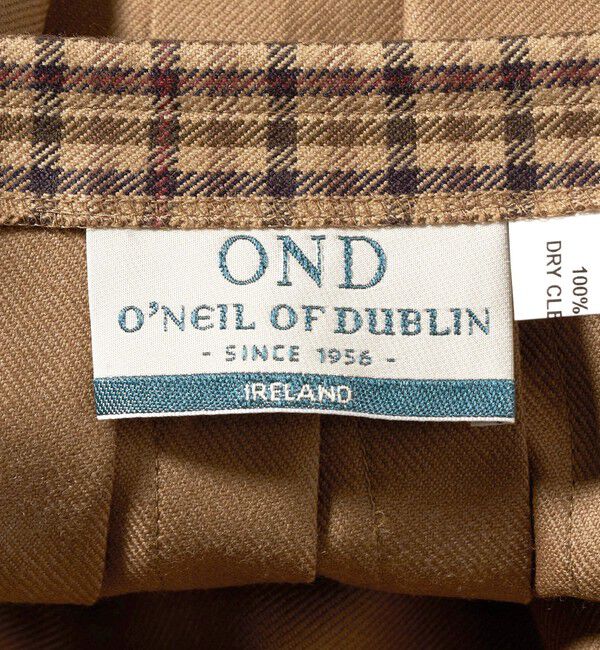 OND
O'NEIL OF DUBLIN
- SINCE 1956 -
IRELAND
100%
DRY CLE